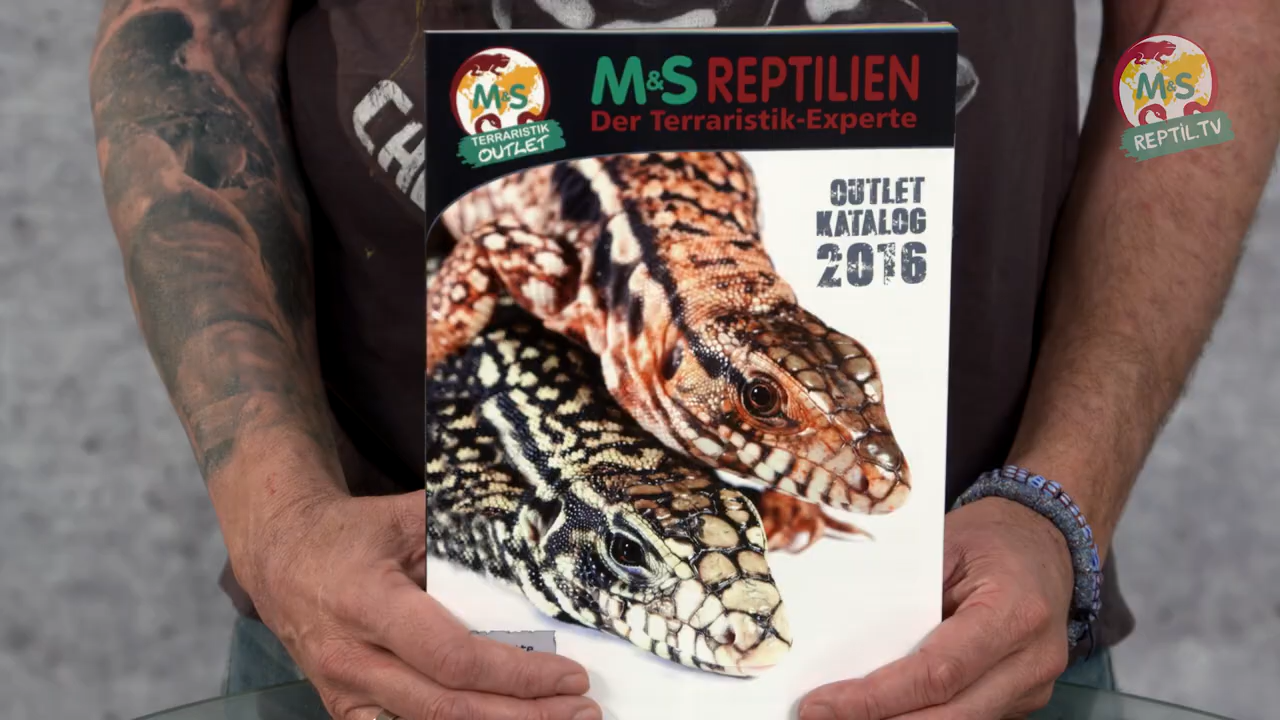 M&S
TERRARISTIK
OUTLET
M&S REPTILIEN
Der Terraristik-Experte
OUTLET
KATALOG
2016
M&S
REPTIL.TV